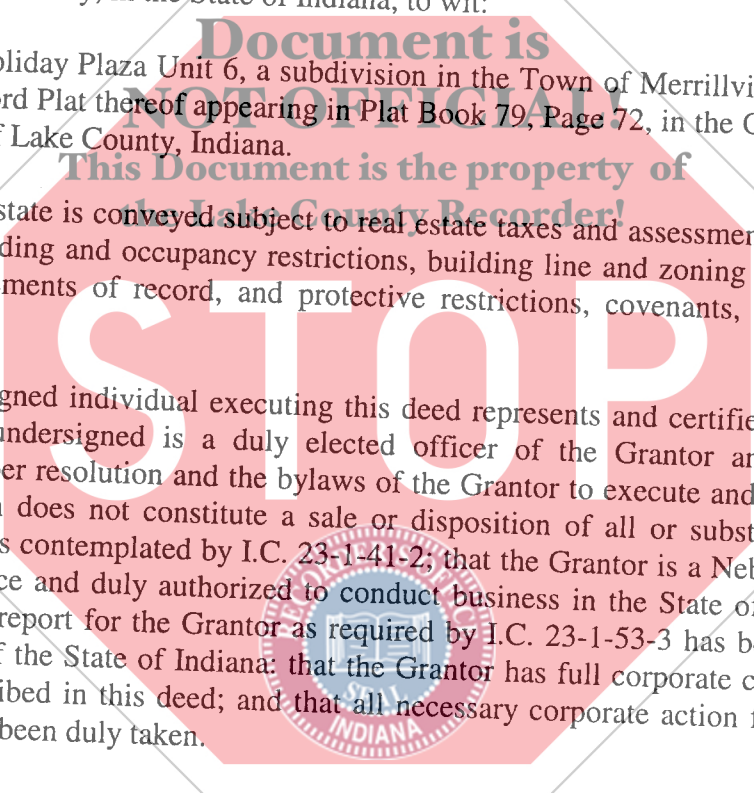 y, in the State of Indiana, to wit:
Document is
oliday Plaza Unit 6, a subdivision in the Town of Merrillvi
ord Plat thereof appearing in Plat Book 79, Page 72, in the
NOT OFFICIAL!
f Lake County, Indiana.
This Document is the property of
the Lake County Recorder!
state is conveyed subject to real estate taxes and assessmen
ding and occupancy restrictions, building line and zoning
ments of record, and protective restrictions, covenants,
STOP
gned individual executing this deed represents and certifie
undersigned is a duly elected officer of the Grantor an
er resolution and the bylaws of the Grantor to execute and
n does not constitute a sale or disposition of all or subst
s contemplated by I.C. 23-1-41-2; that the Grantor is a Neb
ce and duly authorized to conduct business in the State of
report for the Grantor as required by I.C. 23-1-53-3 has b
f the State of Indiana: that the Grantor has full corporate c
ibed in this deed; and that all necessary corporate action f
been duly taken.
SEAL
INDIANA